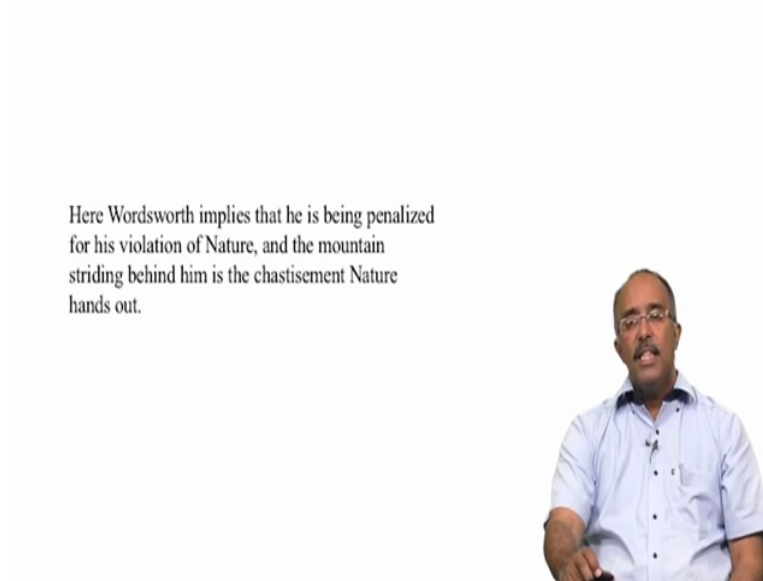 Here Wordsworth implies that he is being penalized
for his violation of Nature, and the mountain
striding behind him is the chastisement Nature
hands out.